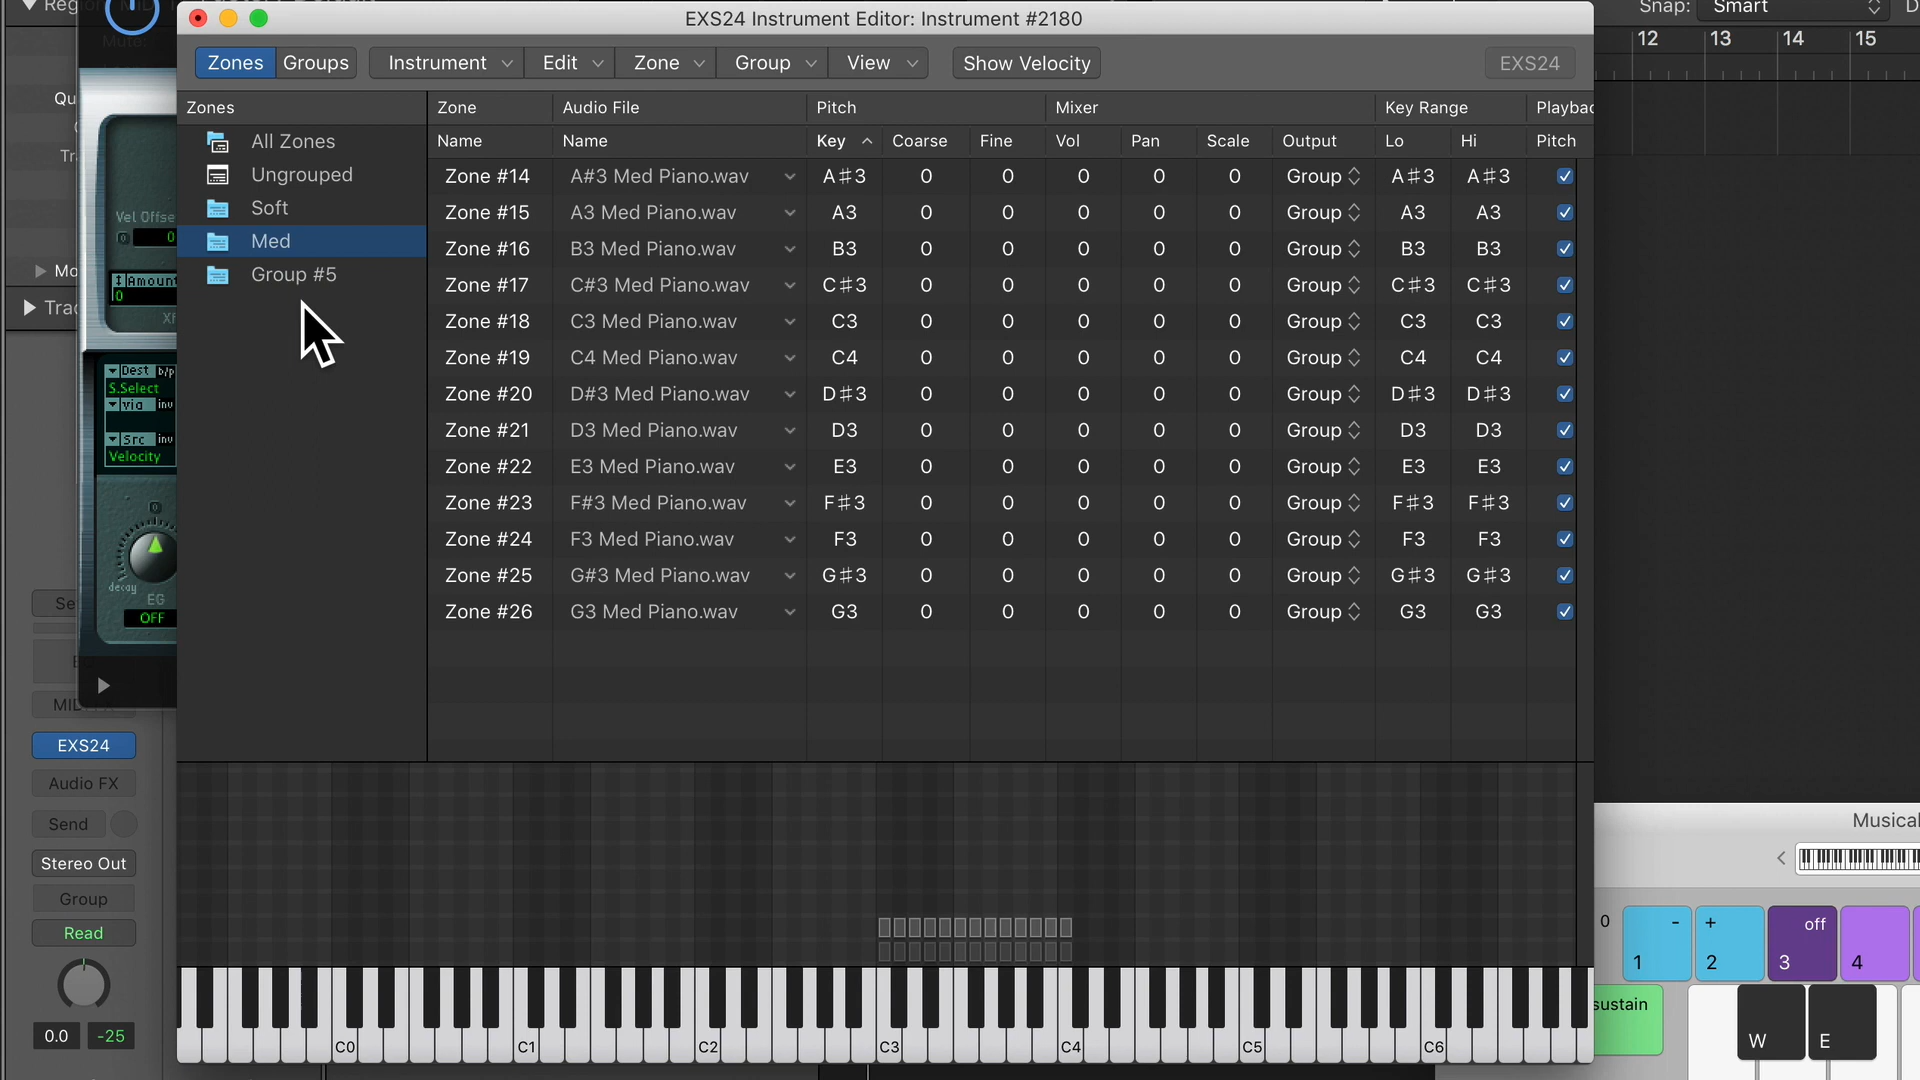 EXS24 Instrument Editor: Instrument #2180
Snap: Smart
12 13 14 15
Zones Groups Instrument Edit Zone Group View Show Velocity EXS24
Zones
All Zones
Ungrouped
Soft
Med
Group #5
Zone Audio File Pitch Mixer Key Range
Name Name Key Coarse Fine Vol Pan Scale Output Lo Hi Pitch
Zone #14 A#3 Med Piano.wav A♯3 0 0 0 0 0 Group A♯3 A♯3
Zone #15 A3 Med Piano.wav A3 0 0 0 0 0 Group A3 A3
Zone #16 B3 Med Piano.wav B3 0 0 0 0 0 Group B3 B3
Zone #17 C#3 Med Piano.wav C♯3 0 0 0 0 0 Group C♯3 C♯3
Zone #18 C3 Med Piano.wav C3 0 0 0 0 0 Group C3 C3
Zone #19 C4 Med Piano.wav C4 0 0 0 0 0 Group C4 C4
Zone #20 D#3 Med Piano.wav D♯3 0 0 0 0 0 Group D♯3 D♯3
Zone #21 D3 Med Piano.wav D3 0 0 0 0 0 Group D3 D3
Zone #22 E3 Med Piano.wav E3 0 0 0 0 0 Group E3 E3
Zone #23 F#3 Med Piano.wav F♯3 0 0 0 0 0 Group F♯3 F♯3
Zone #24 F3 Med Piano.wav F3 0 0 0 0 0 Group F3 F3
Zone #25 G#3 Med Piano.wav G♯3 0 0 0 0 0 Group G♯3 G♯3
Zone #26 G3 Med Piano.wav G3 0 0 0 0 0 Group G3 G3
C0 C1 C2 C3 C4 C5 C6
Vel Offse
0 0
Amount
0
Dest b/p
S.Select
via inv
Src inv
Velocity
0
decay
EG
OFF
EXS24
Audio FX
Send
Stereo Out
Group
Read
0.0 -25
Musical
0 - + off
1 2 3 4
sustain
W E